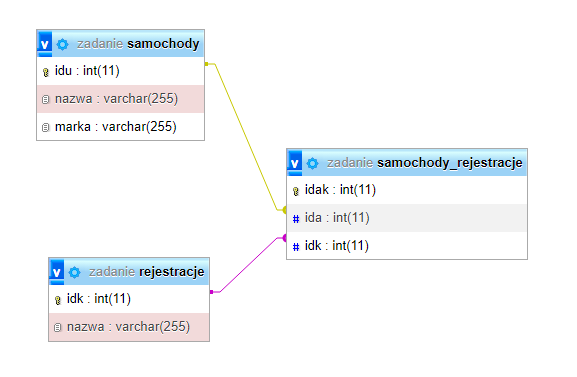 v zadanie samochody
idu : int(11)
nazwa : varchar(255)
marka : varchar(255)
v zadanie samochody_rejestracje
idak : int(11)
# ida : int(11)
# idk : int(11)
v zadanie rejestracje
idk : int(11)
nazwa : varchar(255)